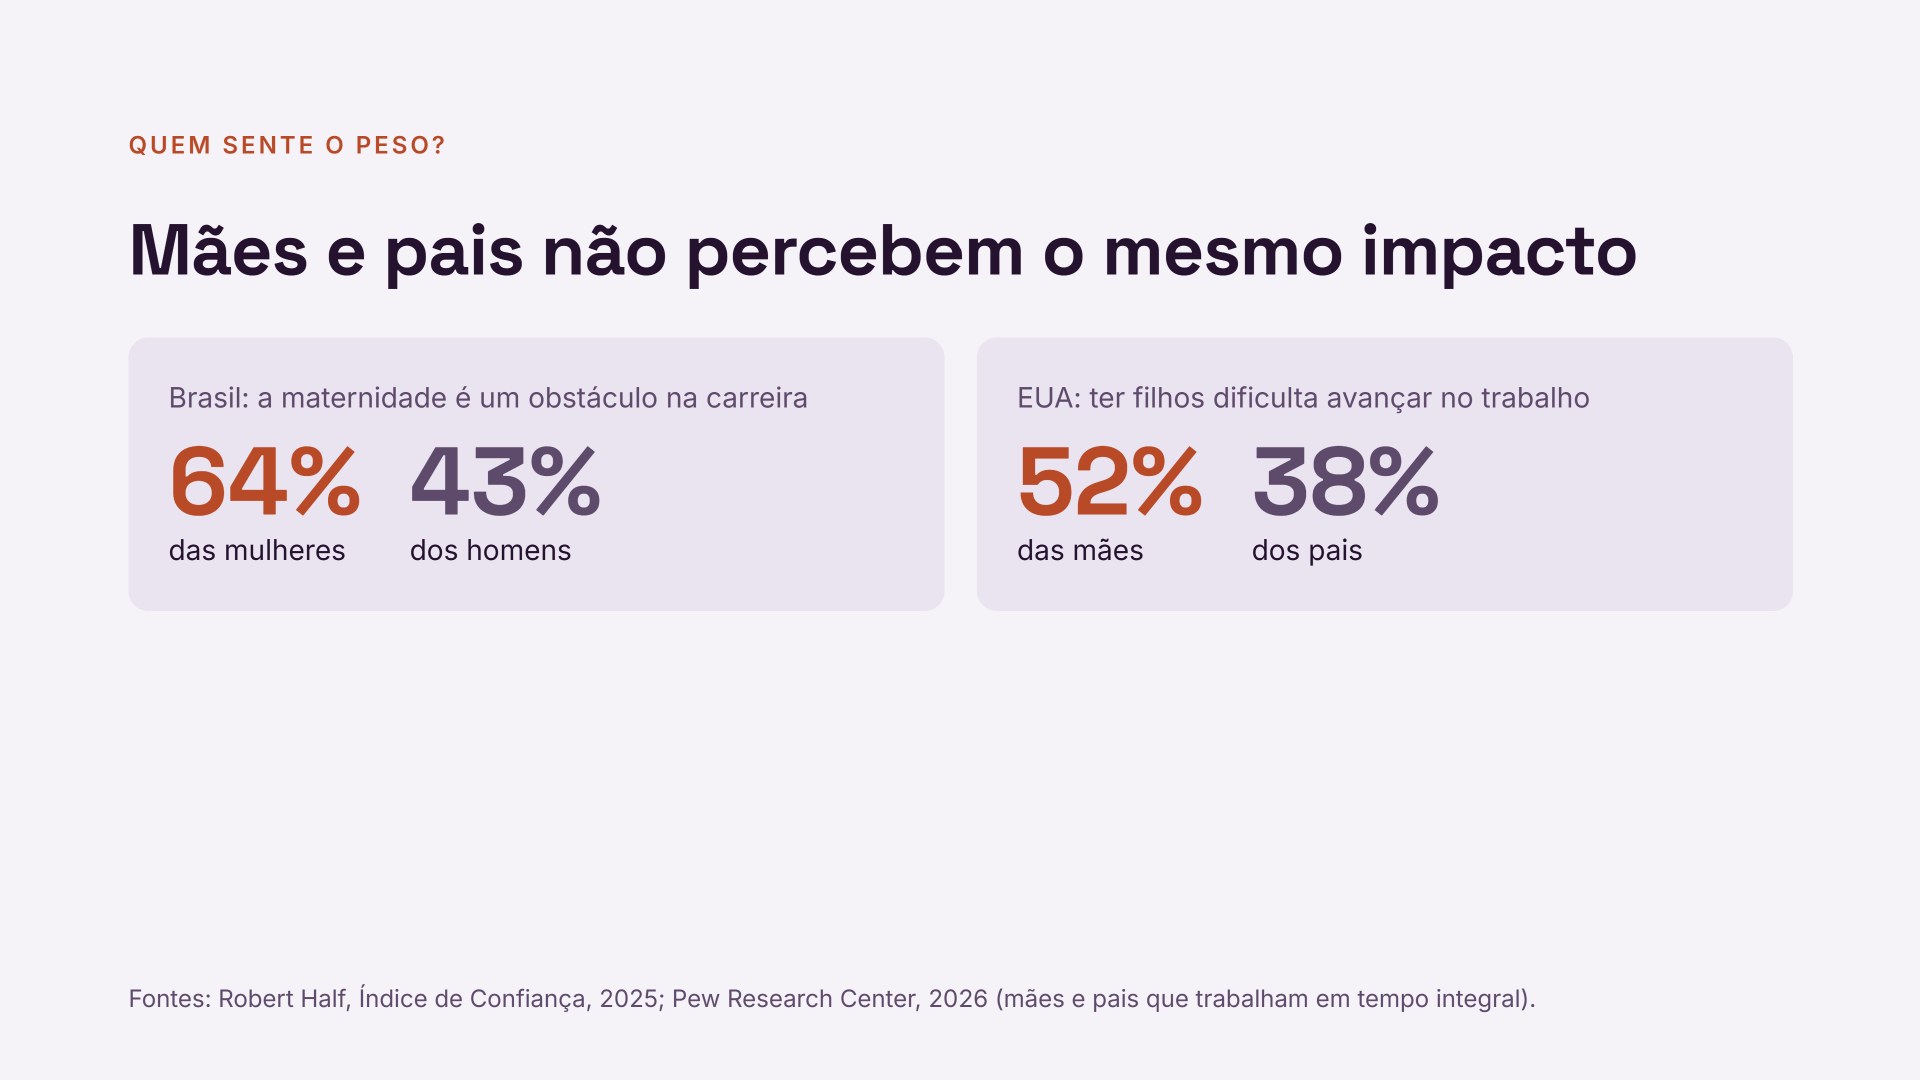 QUEM SENTE O PESO?
Mães e pais não percebem o mesmo impacto
Brasil: a maternidade é um obstáculo na carreira
64% 43%
das mulheres dos homens
EUA: ter filhos dificulta avançar no trabalho
52% 38%
das mães dos pais
Fontes: Robert Half, Índice de Confiança, 2025; Pew Research Center, 2026 (mães e pais que trabalham em tempo integral).